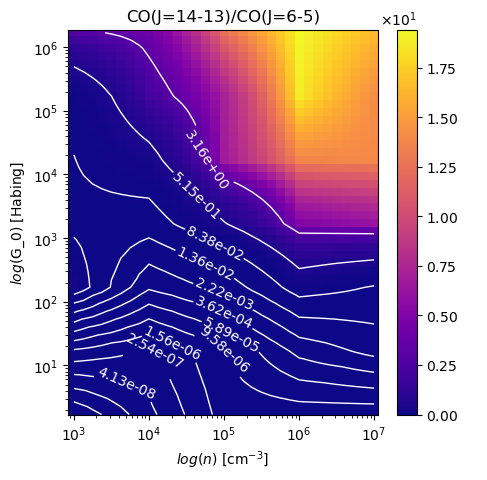 CO(J=14-13)/CO(J=6-5)
×10¹
10⁶
10⁵
10⁴
10³
10²
10¹
log(G_0) [Habing]
3.16e+00
5.15e-01
8.38e-02
1.36e-02
2.22e-03
3.62e-04
5.89e-05
9.58e-06
1.56e-06
2.54e-07
4.13e-08
10³ 10⁴ 10⁵ 10⁶ 10⁷
log(n) [cm⁻³]
1.75
1.50
1.25
1.00
0.75
0.50
0.25
0.00